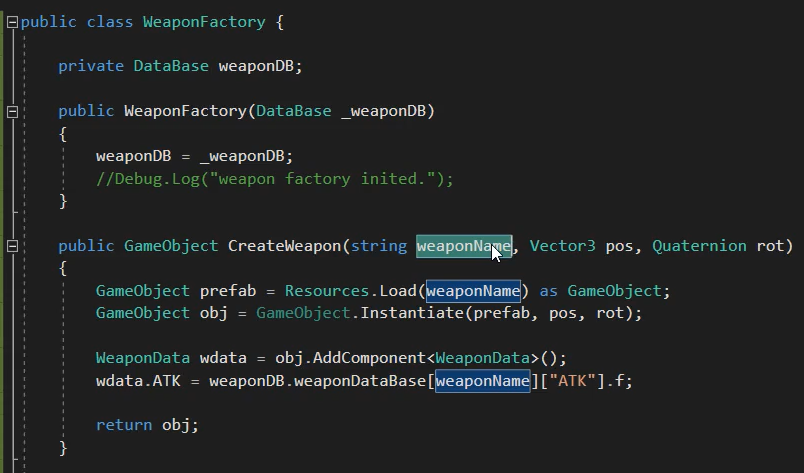 public class WeaponFactory {
private DataBase weaponDB;
public WeaponFactory(DataBase _weaponDB)
{
weaponDB = _weaponDB;
//Debug.Log("weapon factory inited.");
}
public GameObject CreateWeapon(string weaponName, Vector3 pos, Quaternion rot)
{
GameObject prefab = Resources.Load(weaponName) as GameObject;
GameObject obj = GameObject.Instantiate(prefab, pos, rot);
WeaponData wdata = obj.AddComponent<WeaponData>();
wdata.ATK = weaponDB.weaponDataBase[weaponName]["ATK"].f;
return obj;
}